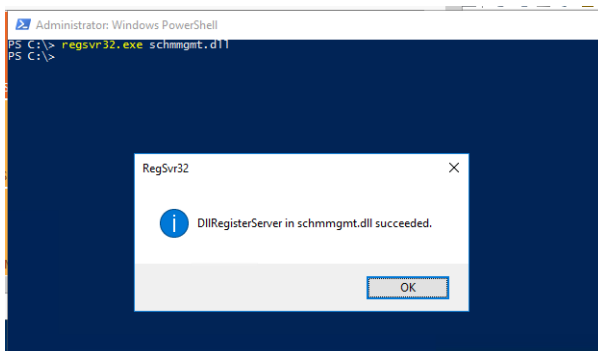 Administrator: Windows PowerShell
PS C:\> regsvr32.exe schmmgmt.dll
PS C:\>
RegSvr32
DllRegisterServer in schmmgmt.dll succeeded.
OK